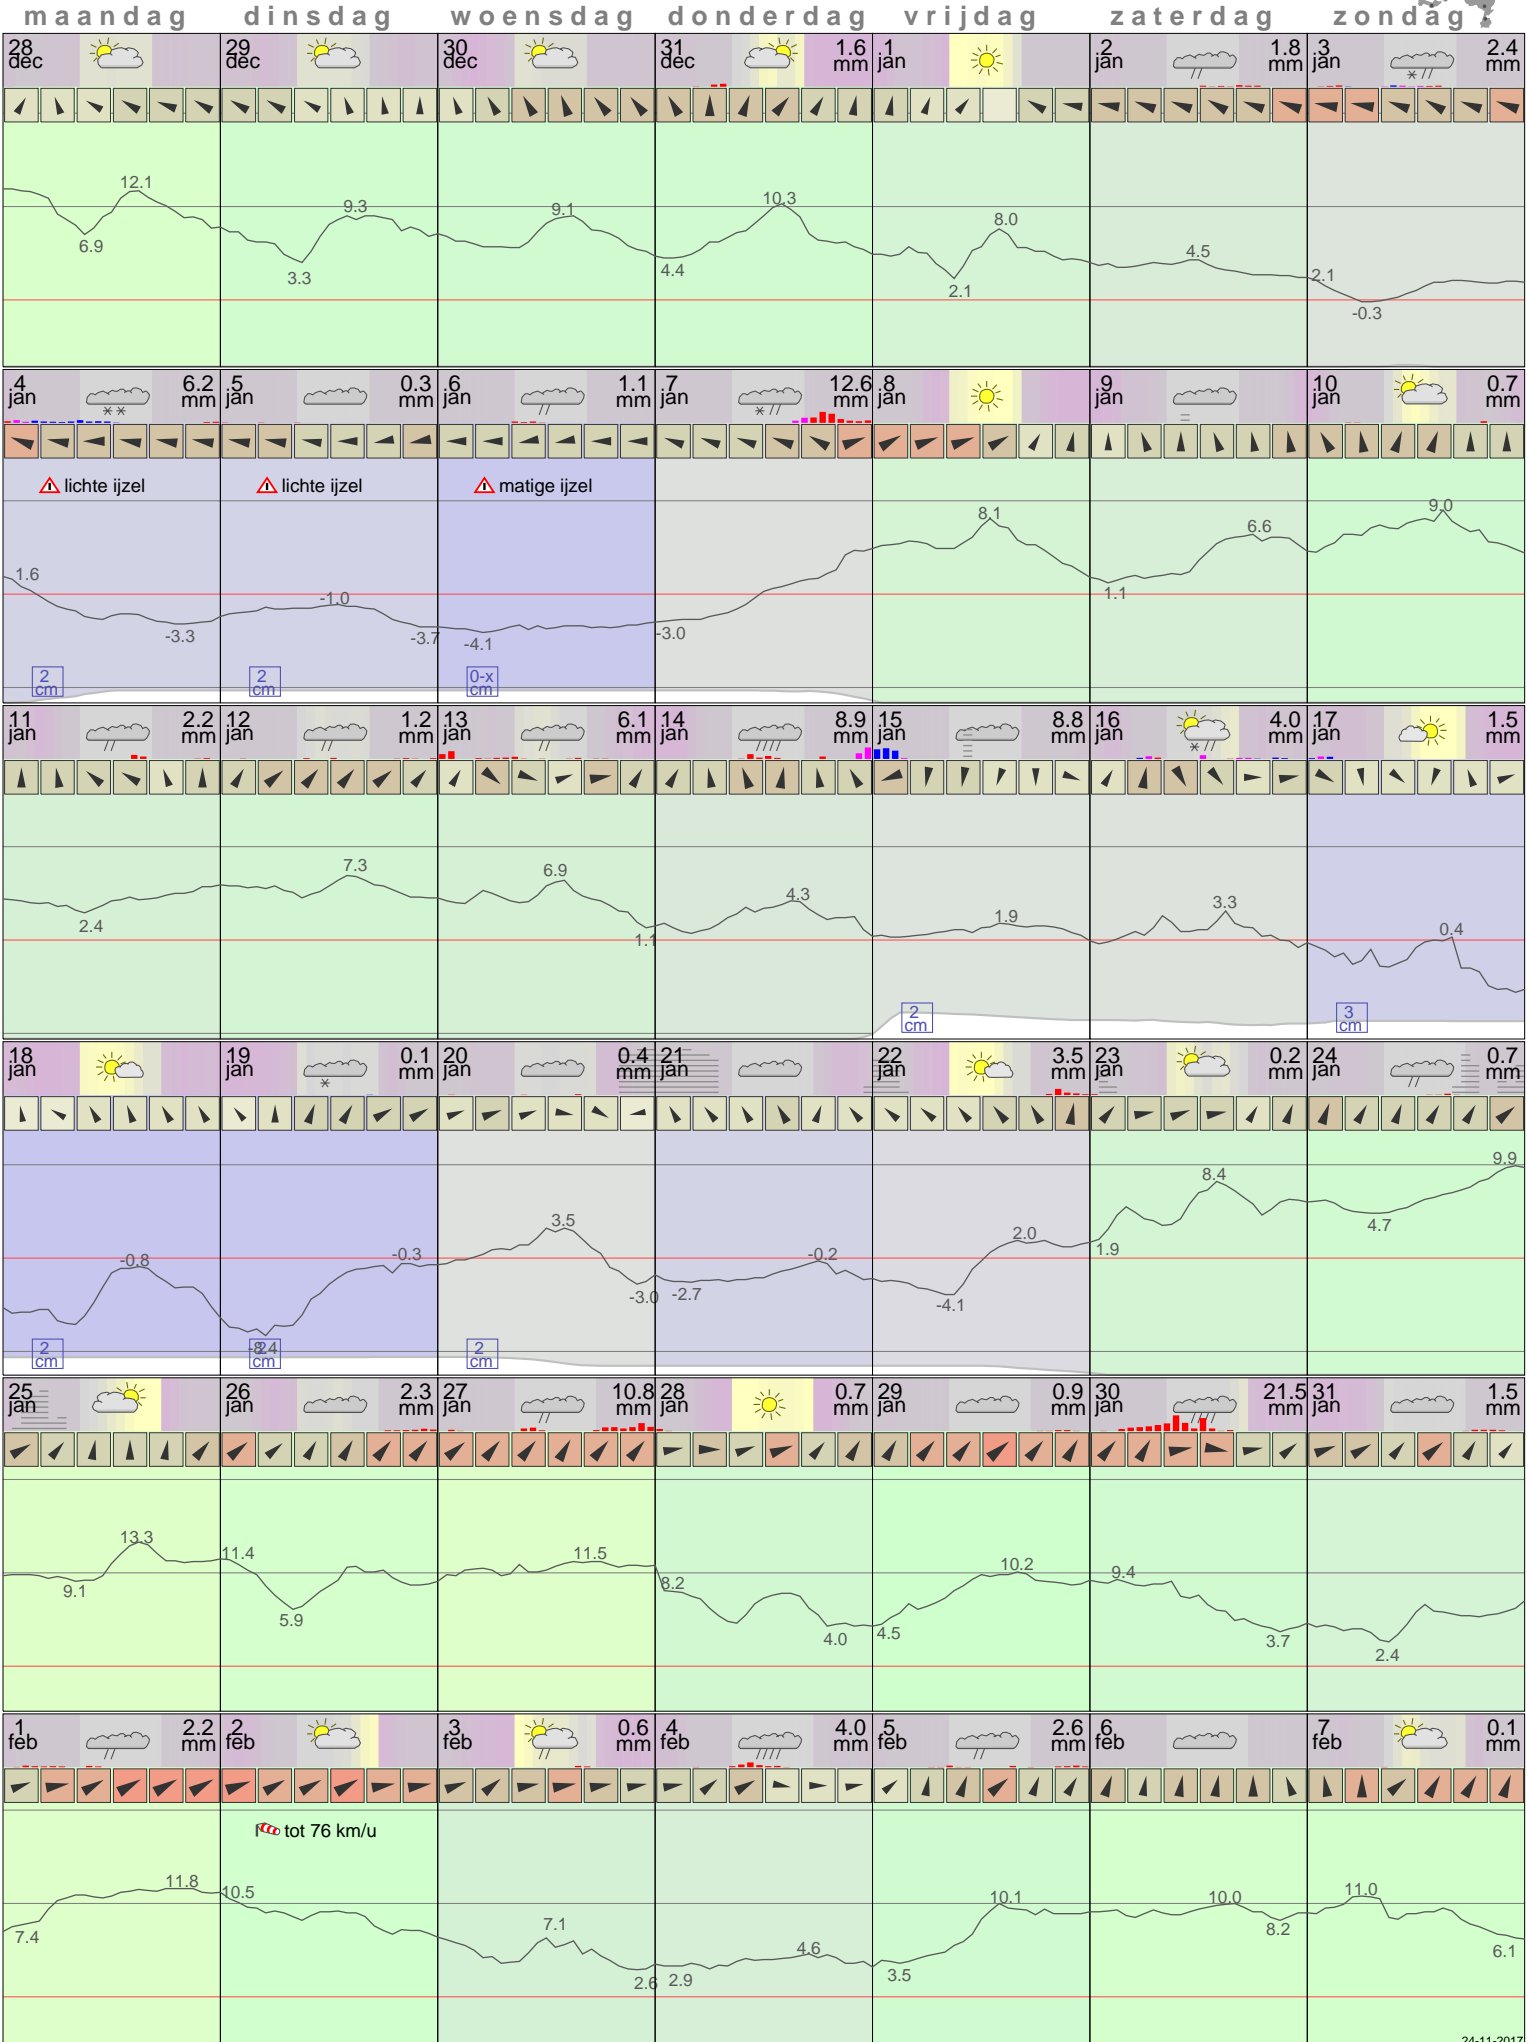 maandag dinsdag woensdag donderdag vrijdag zaterdag zondag
28 29 30 31 1.6 1 2 1.8 3 2.4
dec dec dec dec mm jan jan mm jan mm
12.1 9.3 9.1 10.3 8.0 4.5 2.1
6.9 3.3 4.4 2.1 -0.3
4 6.2 5 0.3 6 1.1 7 12.6 8 9 10 0.7
jan mm jan mm jan mm jan mm jan jan jan mm
lichte ijzel lichte ijzel matige ijzel
1.6 -1.0 8.1 6.6 9.0
-3.3 -3.7 -4.1 -3.0 1.1
2 2 0-x
cm cm cm
11 2.2 12 1.2 13 6.1 14 8.9 15 8.8 16 4.0 17 1.5
jan mm jan mm jan mm jan mm jan mm jan mm jan mm
7.3 6.9 4.3 1.9 3.3 0.4
2.4 1.1
2 3
cm cm
18 19 0.1 20 0.4 21 22 3.5 23 0.2 24 0.7
jan jan mm jan mm jan jan mm jan mm jan mm
-0.8 -0.3 3.5 -0.2 2.0 8.4 9.9
-8.4 -3.0 -2.7 -4.1 1.9 4.7
2 2 2
cm cm cm
25 26 2.3 27 10.8 28 0.7 29 0.9 30 21.5 31 1.5
jan jan mm jan mm jan mm jan mm jan mm jan mm
13.3 11.4 11.5 8.2 10.2 9.4
9.1 5.9 4.0 4.5 3.7 2.4
1 2.2 2 3 0.6 4 4.0 5 2.6 6 7 0.1
feb mm feb feb mm feb mm feb mm feb feb mm
tot 76 km/u
11.8 10.5 7.1 4.6 10.1 10.0 11.0
7.4 2.6 2.9 3.5 8.2 6.1
24-11-2017